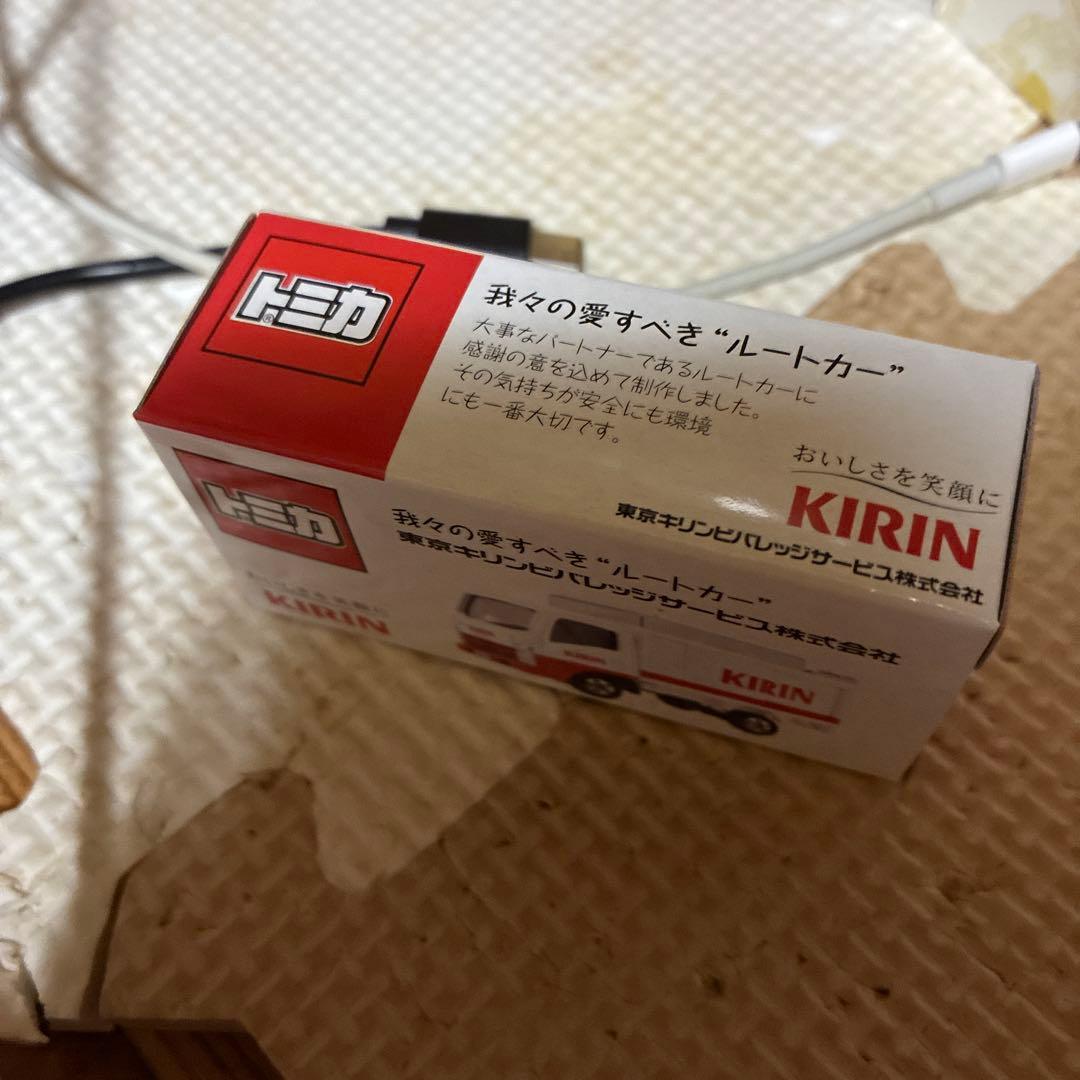 トミカ
我々の愛すべき“ルートカー”
大事なパートナーであるルートカーに
感謝の意を込めて制作しました。
その気持ちが安全にも環境
にも一番大切です。
おいしさを笑顔に
KIRIN
東京キリンビバレッジサービス株式会社
トミカ
我々の愛すべき“ルートカー”
東京キリンビバレッジサービス株式会社
KIRIN
KIRIN
KIRIN